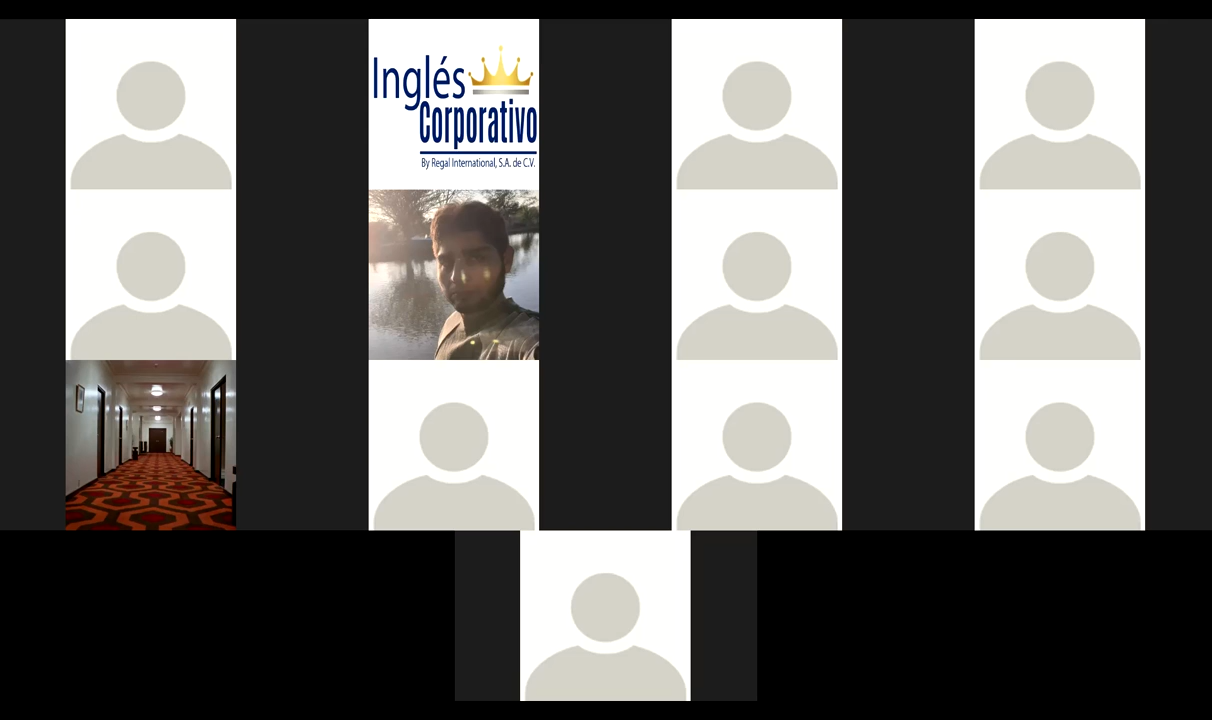 Inglés
Corporativo
By Regal International, S.A. de C.V.